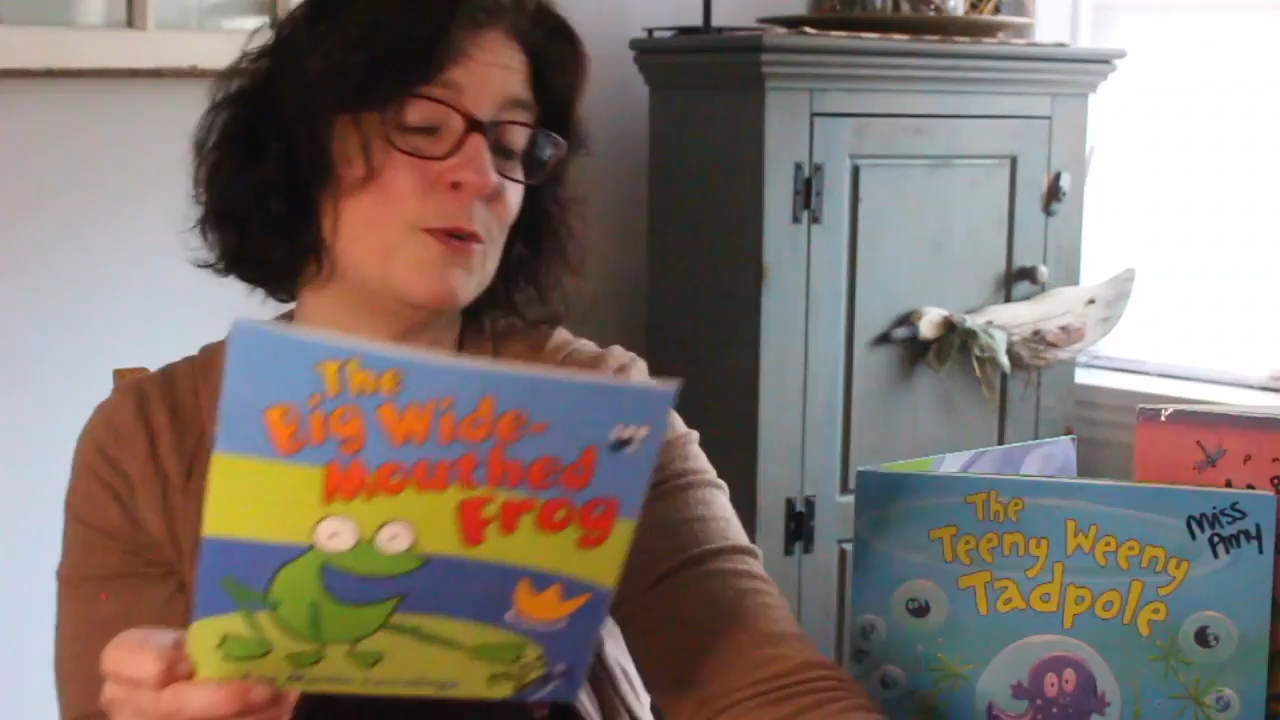 The
Big Wide-
Mouthed
Frog
The
Teeny Weeny
Tadpole
Miss
Amy